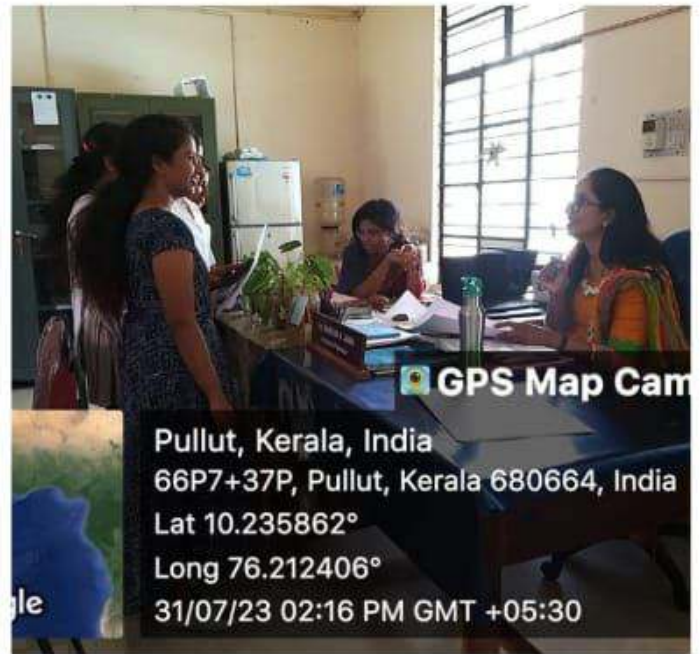 GPS Map Cam
Pullut, Kerala, India
66P7+37P, Pullut, Kerala 680664, India
Lat 10.235862°
Long 76.212406°
31/07/23 02:16 PM GMT +05:30
gle